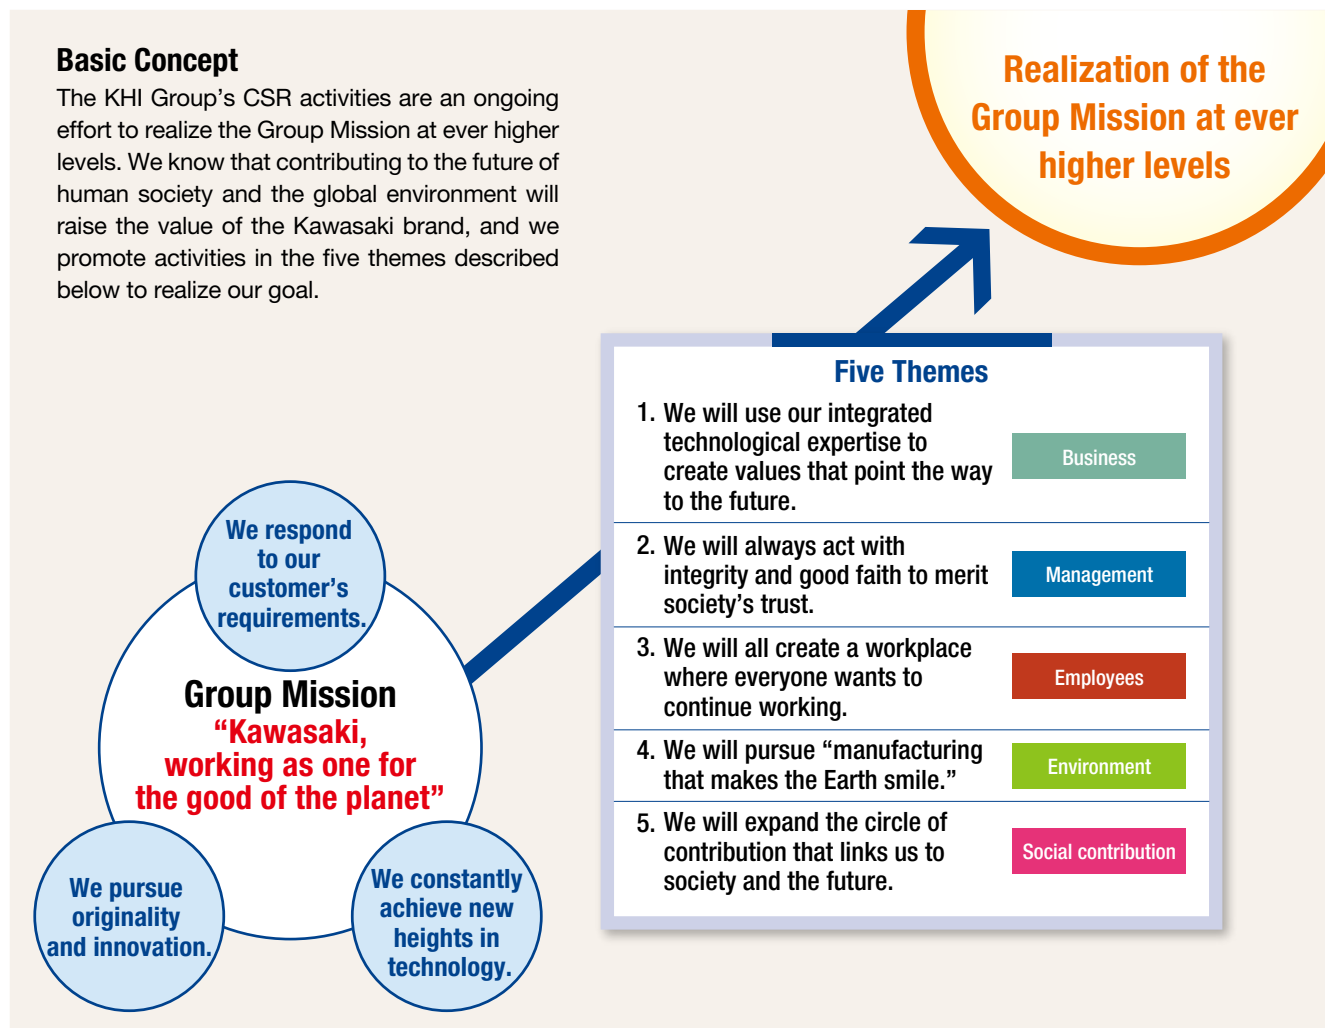 Basic Concept
The KHI Group's CSR activities are an ongoing
effort to realize the Group Mission at ever higher
levels. We know that contributing to the future of
human society and the global environment will
raise the value of the Kawasaki brand, and we
promote activities in the five themes described
below to realize our goal.
Realization of the
Group Mission at ever
higher levels
Five Themes
1. We will use our integrated
technological expertise to
create values that point the way
to the future.
Business
2. We will always act with
integrity and good faith to merit
society's trust.
Management
3. We will all create a workplace
where everyone wants to
continue working.
Employees
4. We will pursue “manufacturing
that makes the Earth smile.”
Environment
5. We will expand the circle of
contribution that links us to
society and the future.
Social contribution
We respond
to our
customer's
requirements.
Group Mission
“Kawasaki,
working as one for
the good of the planet”
We pursue
originality
and innovation.
We constantly
achieve new
heights in
technology.